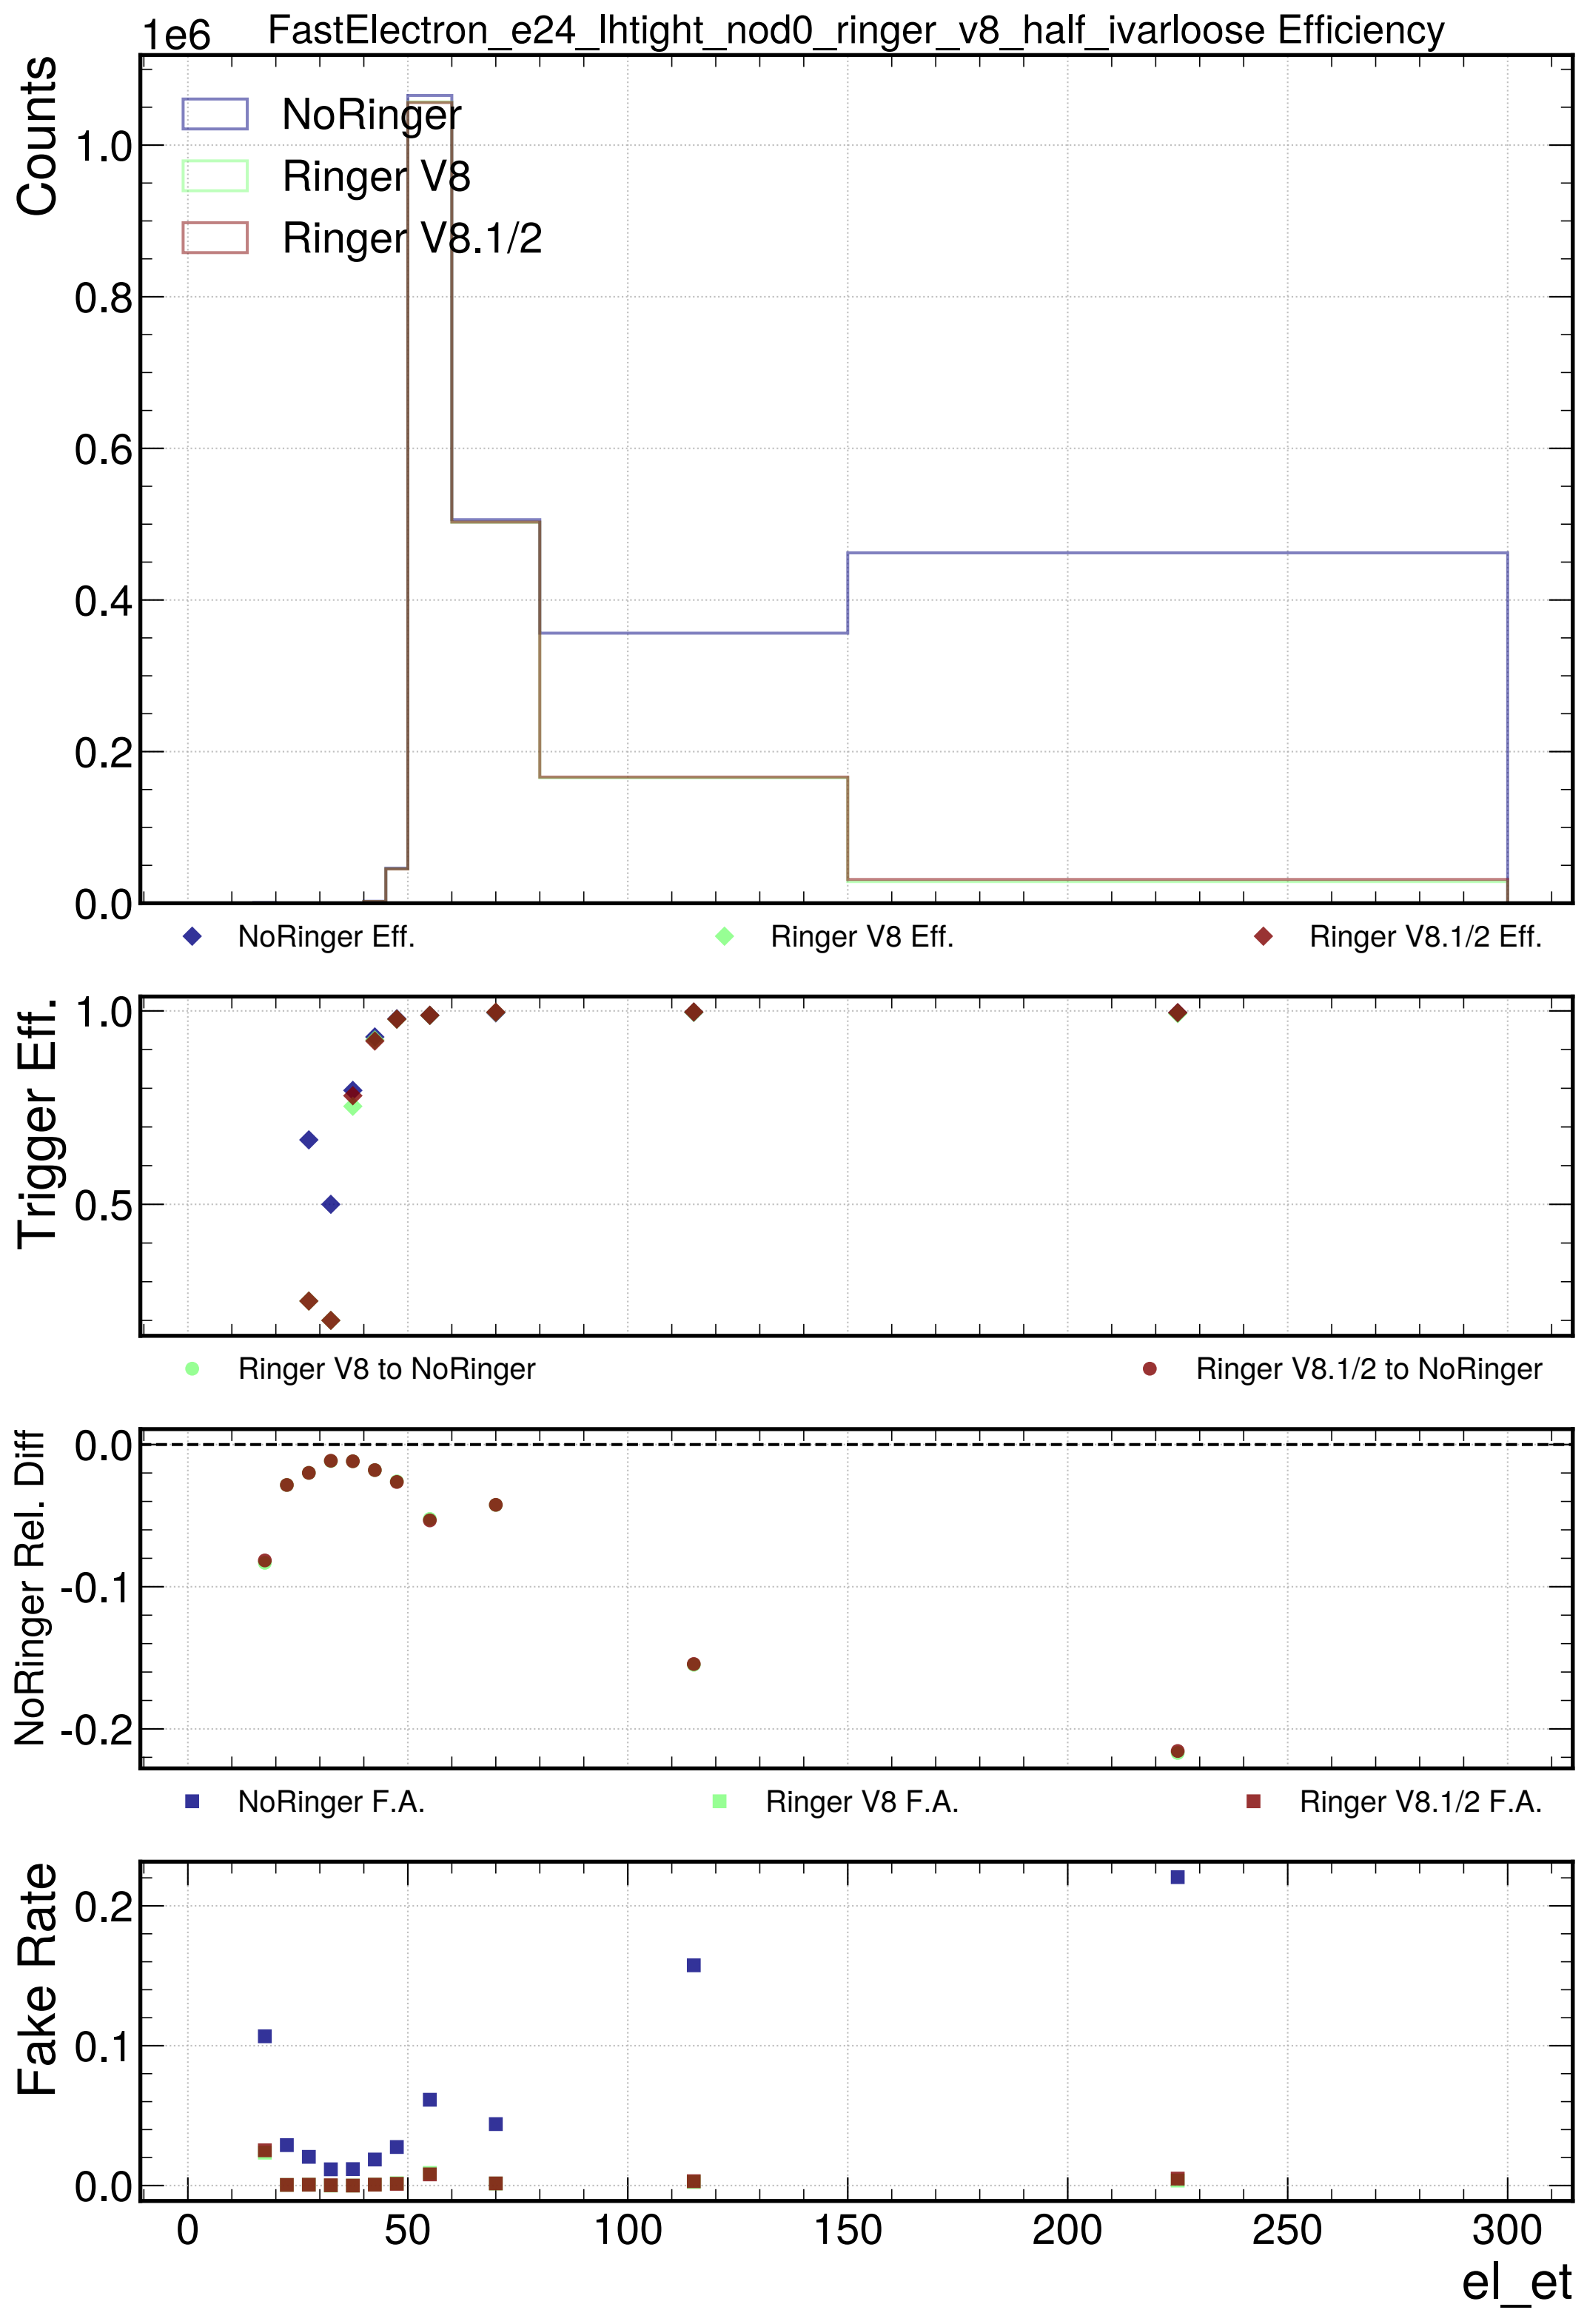 1e6 FastElectron_e24_lhtight_nod0_ringer_v8_half_ivarloose Efficiency
Counts
NoRinger
Ringer V8
Ringer V8.1/2
1.0
0.8
0.6
0.4
0.2
0.0
NoRinger Eff. Ringer V8 Eff. Ringer V8.1/2 Eff.
Trigger Eff.
1.0
0.5
Ringer V8 to NoRinger Ringer V8.1/2 to NoRinger
NoRinger Rel. Diff
0.0
-0.1
-0.2
NoRinger F.A. Ringer V8 F.A. Ringer V8.1/2 F.A.
Fake Rate
0.2
0.1
0.0
0 50 100 150 200 250 300
el_et